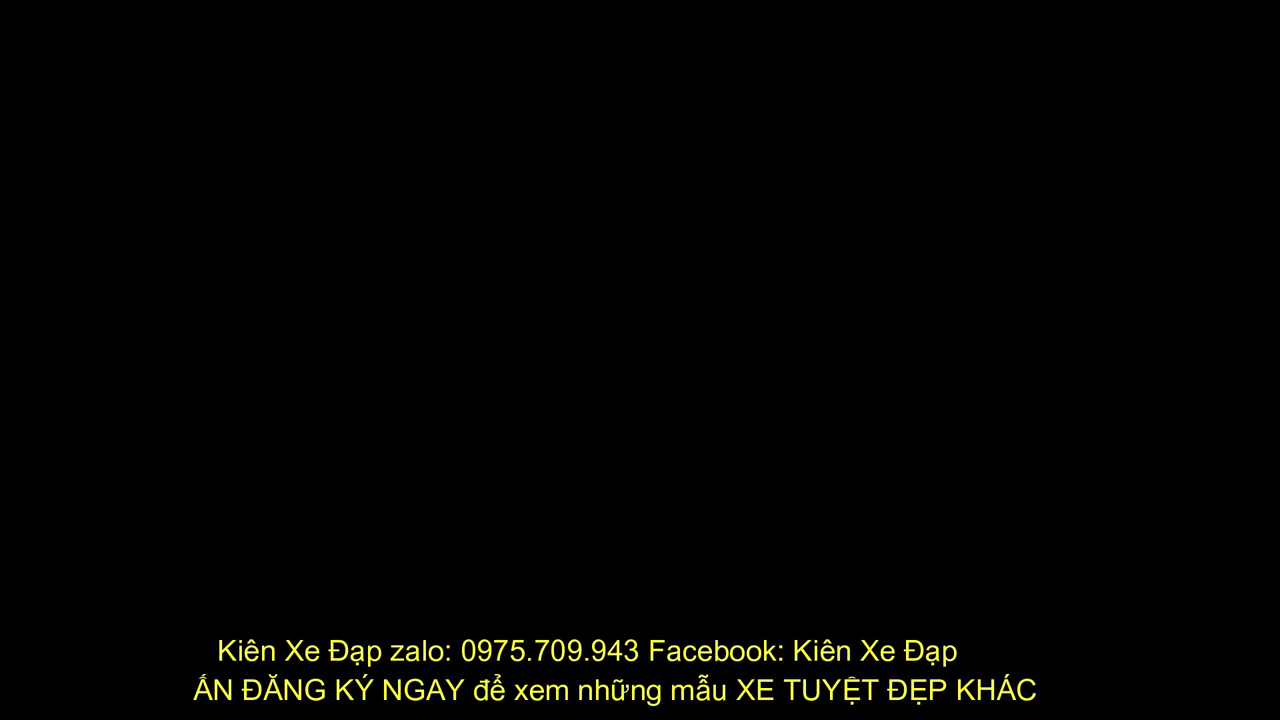 Kiên Xe Đạp zalo: 0975.709.943 Facebook: Kiên Xe Đạp
ẤN ĐĂNG KÝ NGAY để xem những mẫu XE TUYỆT ĐẸP KHÁC